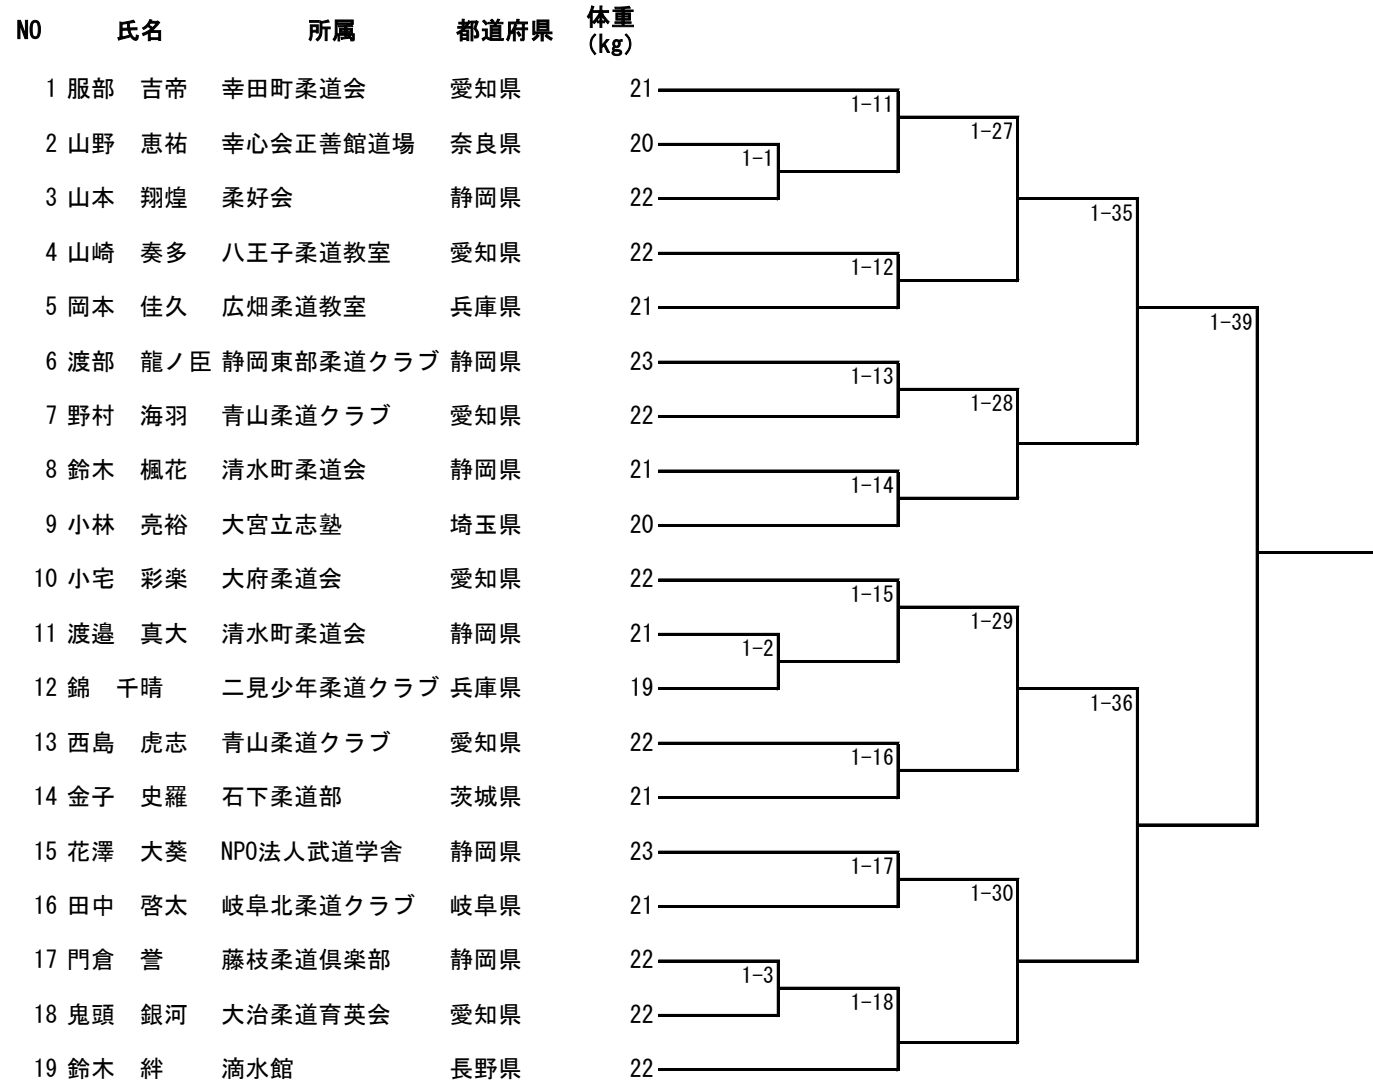 NO 氏名 所属 都道府県 体重(kg)
1 服部 吉帝 幸田町柔道会 愛知県 21
1-11
2 山野 恵祐 幸心会正善館道場 奈良県 20
1-27
1-1
3 山本 翔煌 柔好会 静岡県 22
1-35
4 山崎 奏多 八王子柔道教室 愛知県 22
1-12
5 岡本 佳久 広畑柔道教室 兵庫県 21
1-39
6 渡部 龍ノ臣 静岡東部柔道クラブ 静岡県 23
1-13
7 野村 海羽 青山柔道クラブ 愛知県 22
1-28
8 鈴木 楓花 清水町柔道会 静岡県 21
1-14
9 小林 亮裕 大宮立志塾 埼玉県 20
10 小宅 彩楽 大府柔道会 愛知県 22
1-15
11 渡邉 真大 清水町柔道会 静岡県 21
1-29
1-2
12 錦 千晴 二見少年柔道クラブ 兵庫県 19
1-36
13 西島 虎志 青山柔道クラブ 愛知県 22
1-16
14 金子 史羅 石下柔道部 茨城県 21
15 花澤 大葵 NPO法人武道学舎 静岡県 23
1-17
16 田中 啓太 岐阜北柔道クラブ 岐阜県 21
1-30
17 門倉 誉 藤枝柔道倶楽部 静岡県 22
1-3
18 鬼頭 銀河 大治柔道育英会 愛知県 22
1-18
19 鈴木 絆 滴水館 長野県 22